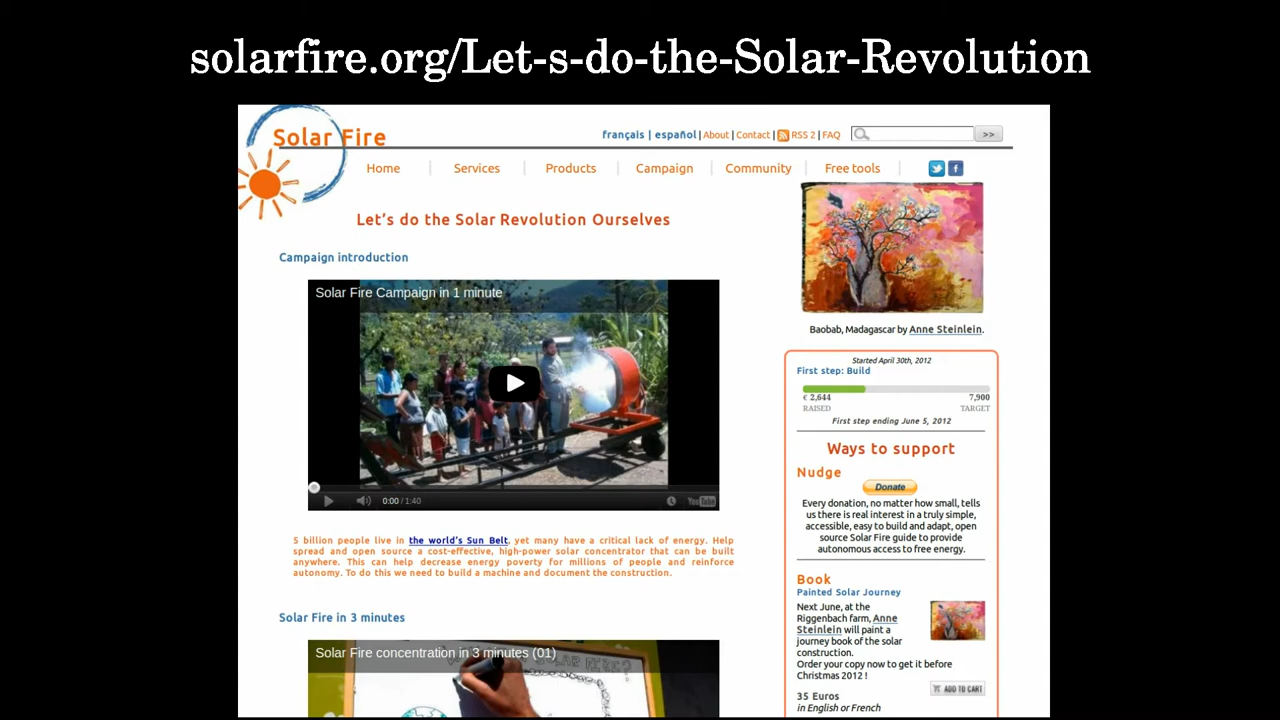 solarfire.org/Let-s-do-the-Solar-Revolution
Solar Fire
français | español | About | Contact | RSS 2 | FAQ
>>
Home
Services
Products
Campaign
Community
Free tools
Let's do the Solar Revolution Ourselves
Campaign introduction
Solar Fire Campaign in 1 minute
0:00 / 1:40
YouTube
5 billion people live in the world's Sun Belt, yet many have a critical lack of energy. Help
spread and open source a cost-effective, high-power solar concentrator that can be built
anywhere. This can help decrease energy poverty for millions of people and reinforce
autonomy. To do this we need to build a machine and document the construction.
Solar Fire in 3 minutes
Solar Fire concentration in 3 minutes (01)
Baobab, Madagascar by Anne Steinlein.
Started April 30th, 2012
First step: Build
€ 2,644 7,900
RAISED TARGET
First step ending June 5, 2012
Ways to support
Nudge
Donate
Every donation, no matter how small, tells
us there is real interest in a truly simple,
accessible, easy to build and adapt, open
source Solar Fire guide to provide
autonomous access to free energy.
Book
Painted Solar Journey
Next June, at the
Riggenbach farm, Anne
Steinlein will paint a
journey book of the solar
construction.
Order your copy now to get it before
Christmas 2012 !
ADD TO CART
35 Euros
in English or French